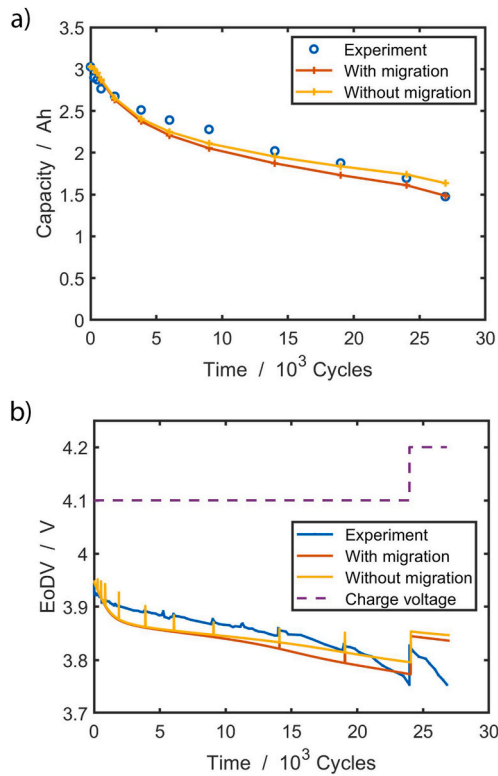 a)
3.5
3
2.5
2
1.5
1
0.5
0
Capacity / Ah
Experiment
With migration
Without migration
0 5 10 15 20 25 30
Time / 10³ Cycles
b)
4.2
4.1
4
3.9
3.8
3.7
EoDV / V
Experiment
With migration
Without migration
Charge voltage
0 5 10 15 20 25 30
Time / 10³ Cycles